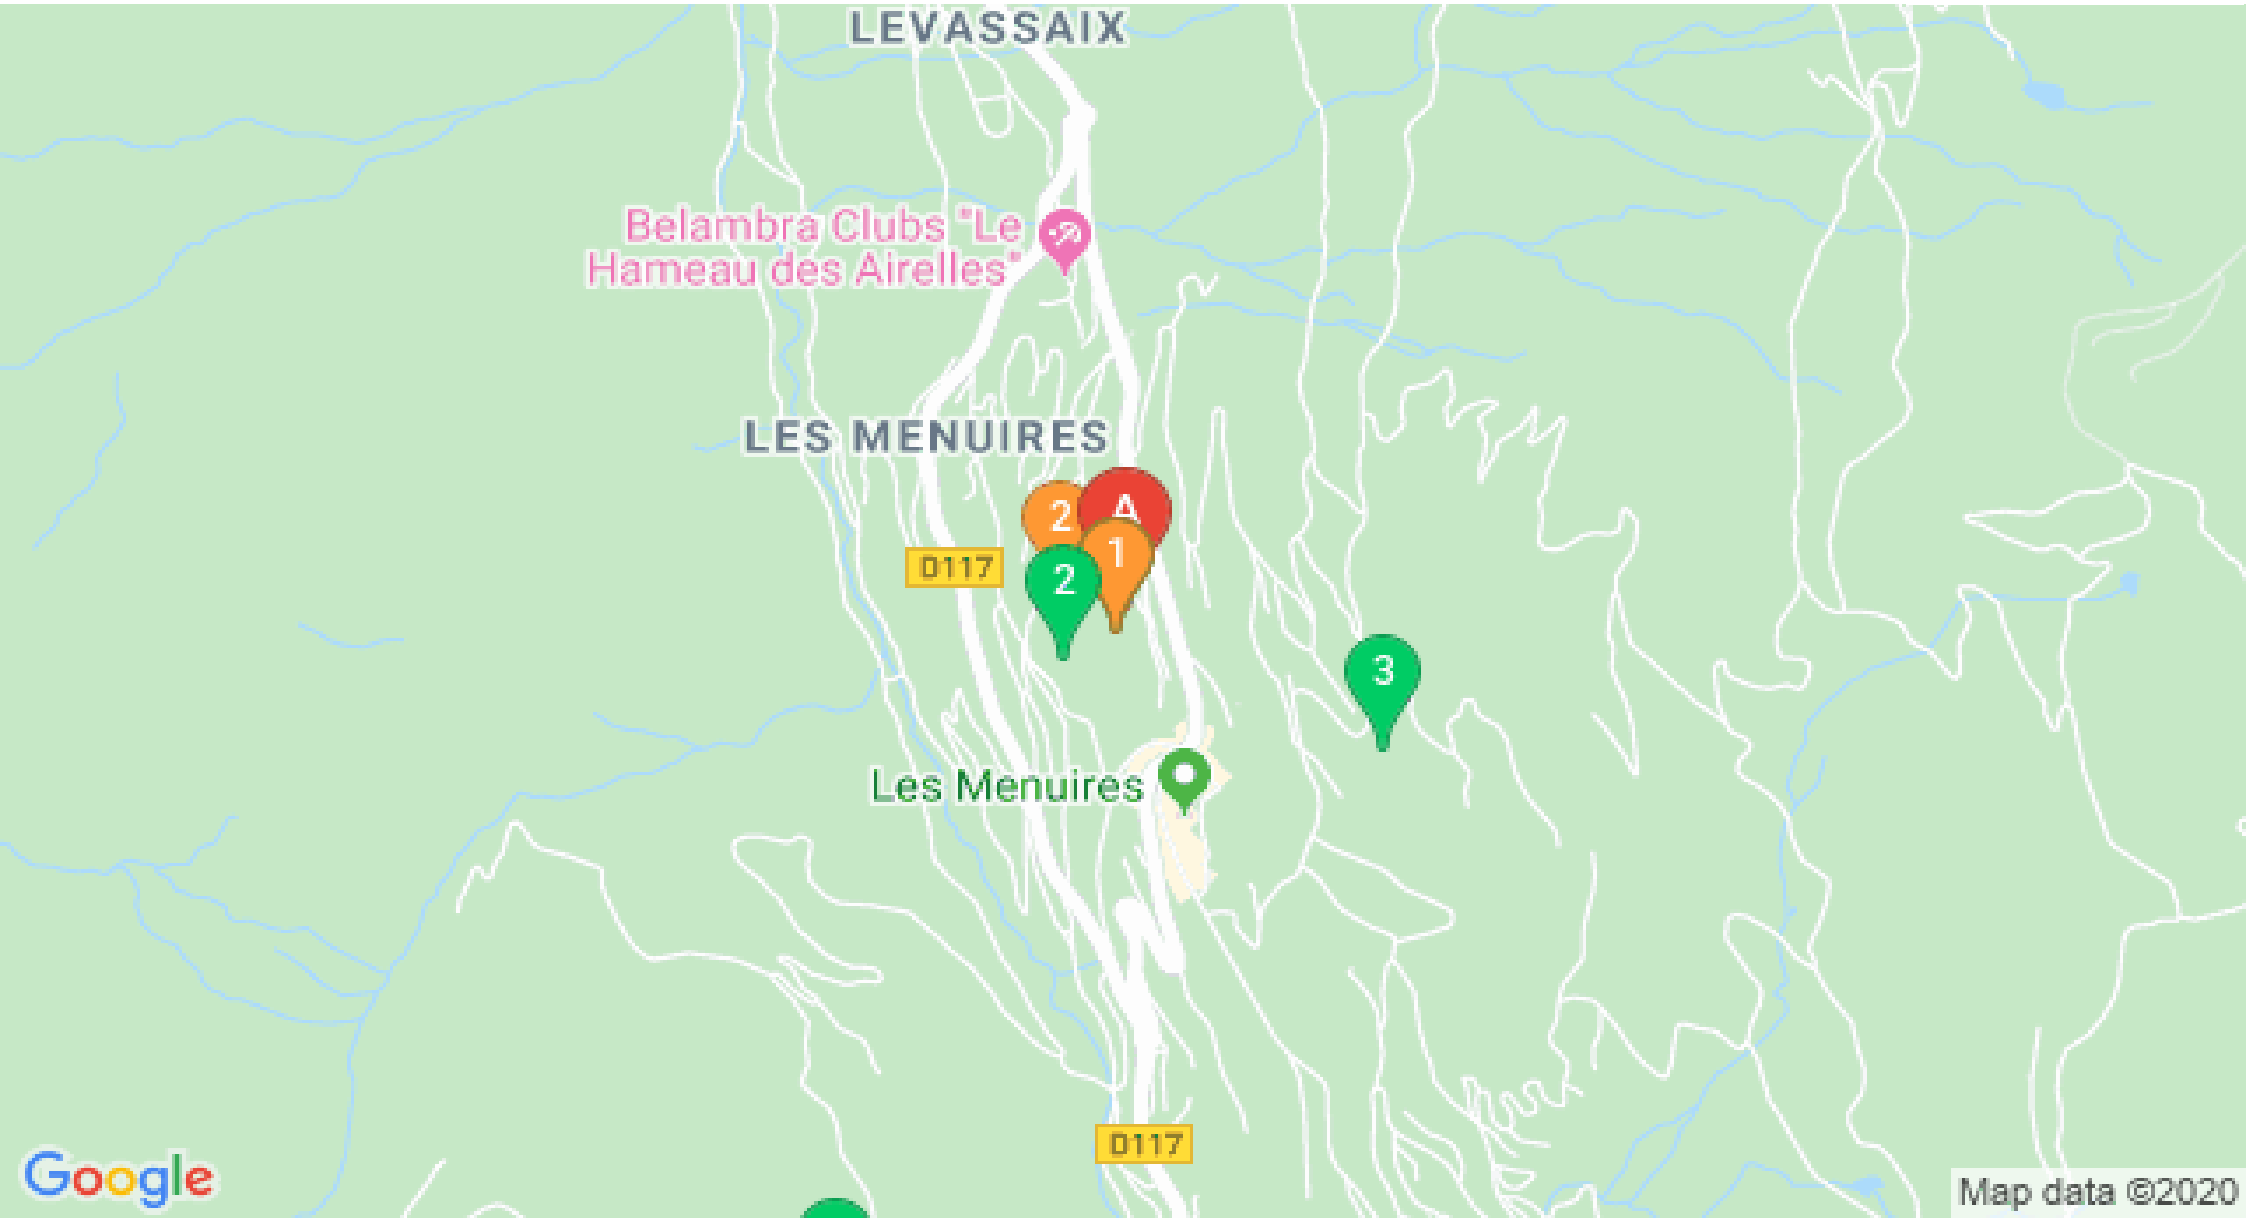 LEVASSAIX
Belambra Clubs "Le
Hameau des Airelles"
LES MENUIRES
2
A
1
D117
2
3
Les Menuires
D117
Google
Map data ©2020